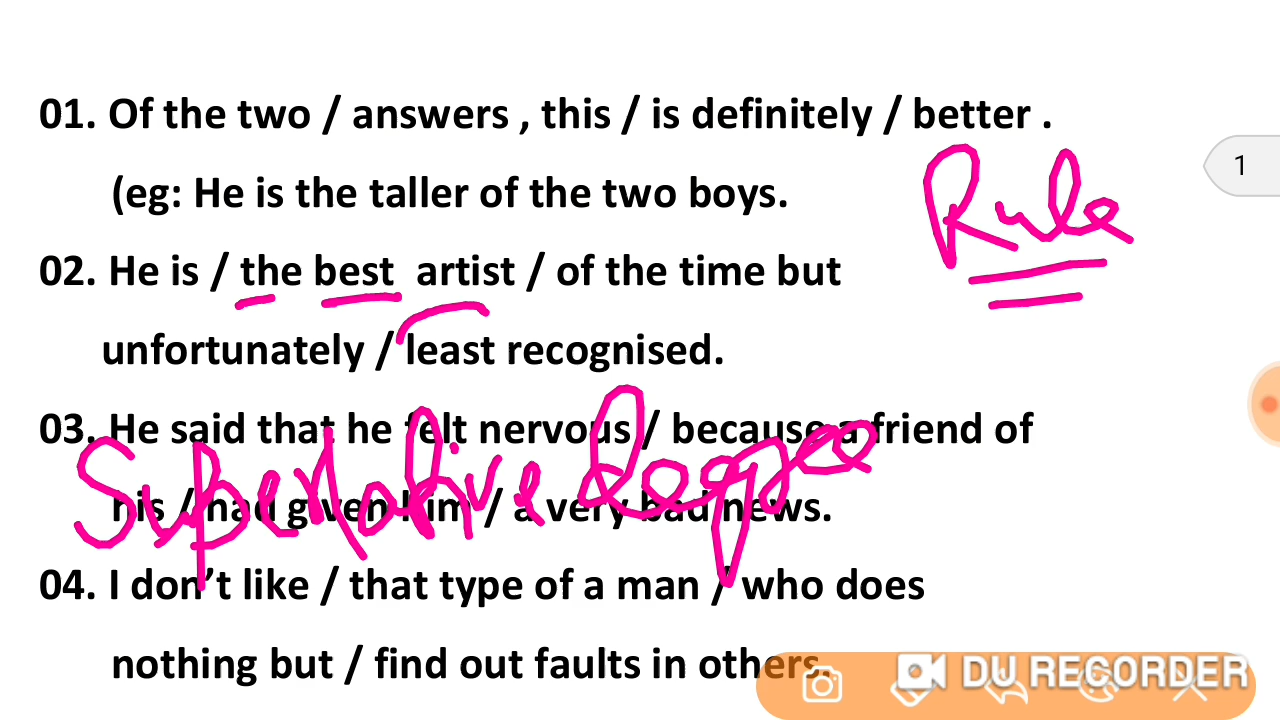 01. Of the two / answers , this / is definitely / better .
(eg: He is the taller of the two boys.
Rule
02. He is / the best artist / of the time but
unfortunately / least recognised.
03. He said that he felt nervous / because a friend of
Superlative degree
his / had given him / a very bad news.
04. I don't like / that type of a man / who does
nothing but / find out faults in others.
1
DU RECORDER